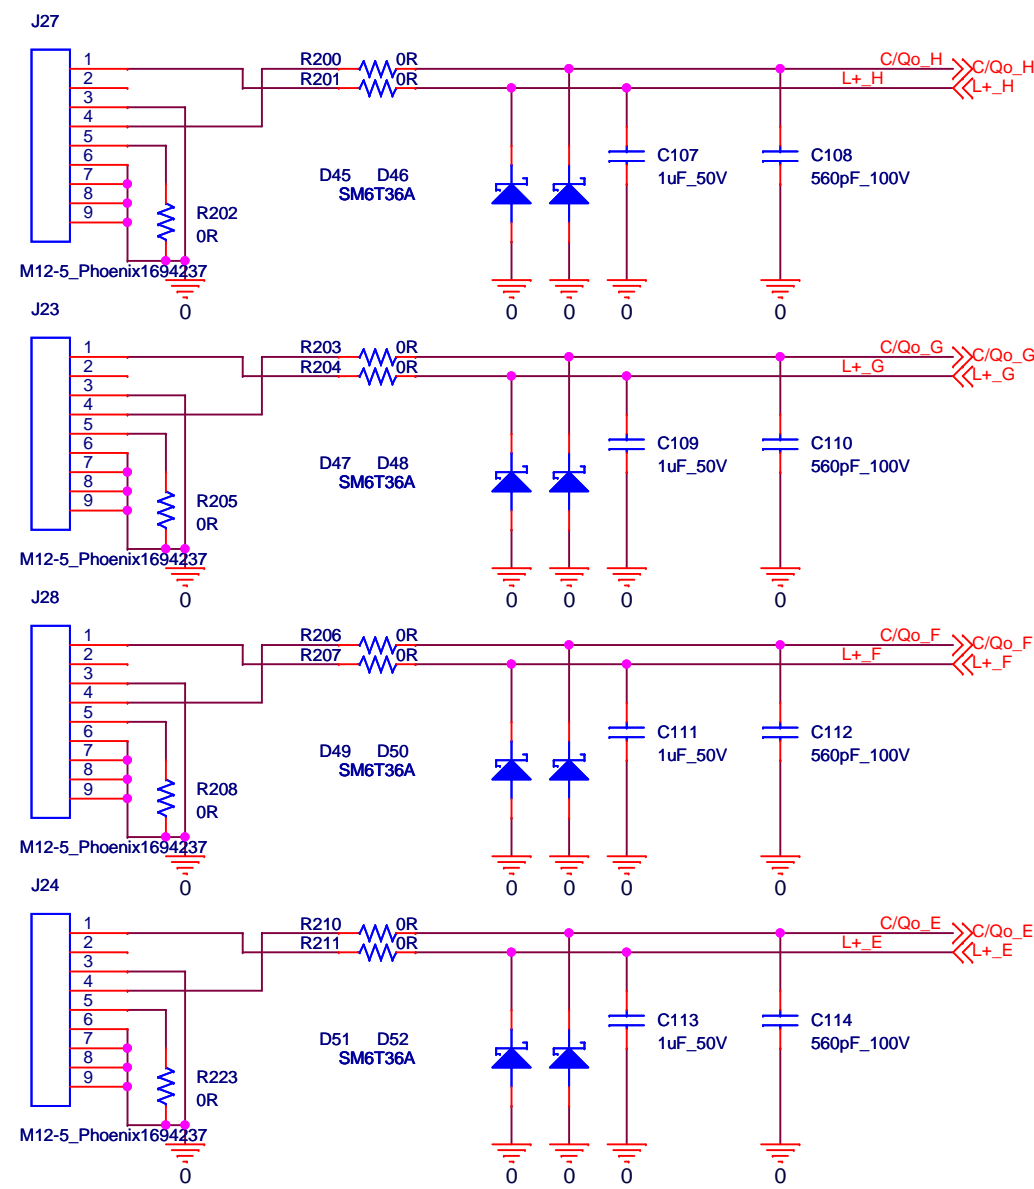 J27
1
2
3
4
5
6
7
8
9
R200 0R
R201 0R
C/Qo_H C/Qo_H
L+_H L+_H
D45 D46
SM6T36A
C107
1uF_50V
C108
560pF_100V
R202
0R
M12-5_Phoenix1694237
0 0 0 0 0
J23
1
2
3
4
5
6
7
8
9
R203 0R
R204 0R
C/Qo_G C/Qo_G
L+_G L+_G
D47 D48
SM6T36A
C109
1uF_50V
C110
560pF_100V
R205
0R
M12-5_Phoenix1694237
0 0 0 0 0
J28
1
2
3
4
5
6
7
8
9
R206 0R
R207 0R
C/Qo_F C/Qo_F
L+_F L+_F
D49 D50
SM6T36A
C111
1uF_50V
C112
560pF_100V
R208
0R
M12-5_Phoenix1694237
0 0 0 0 0
J24
1
2
3
4
5
6
7
8
9
R210 0R
R211 0R
C/Qo_E C/Qo_E
L+_E L+_E
D51 D52
SM6T36A
C113
1uF_50V
C114
560pF_100V
R223
0R
M12-5_Phoenix1694237
0 0 0 0 0